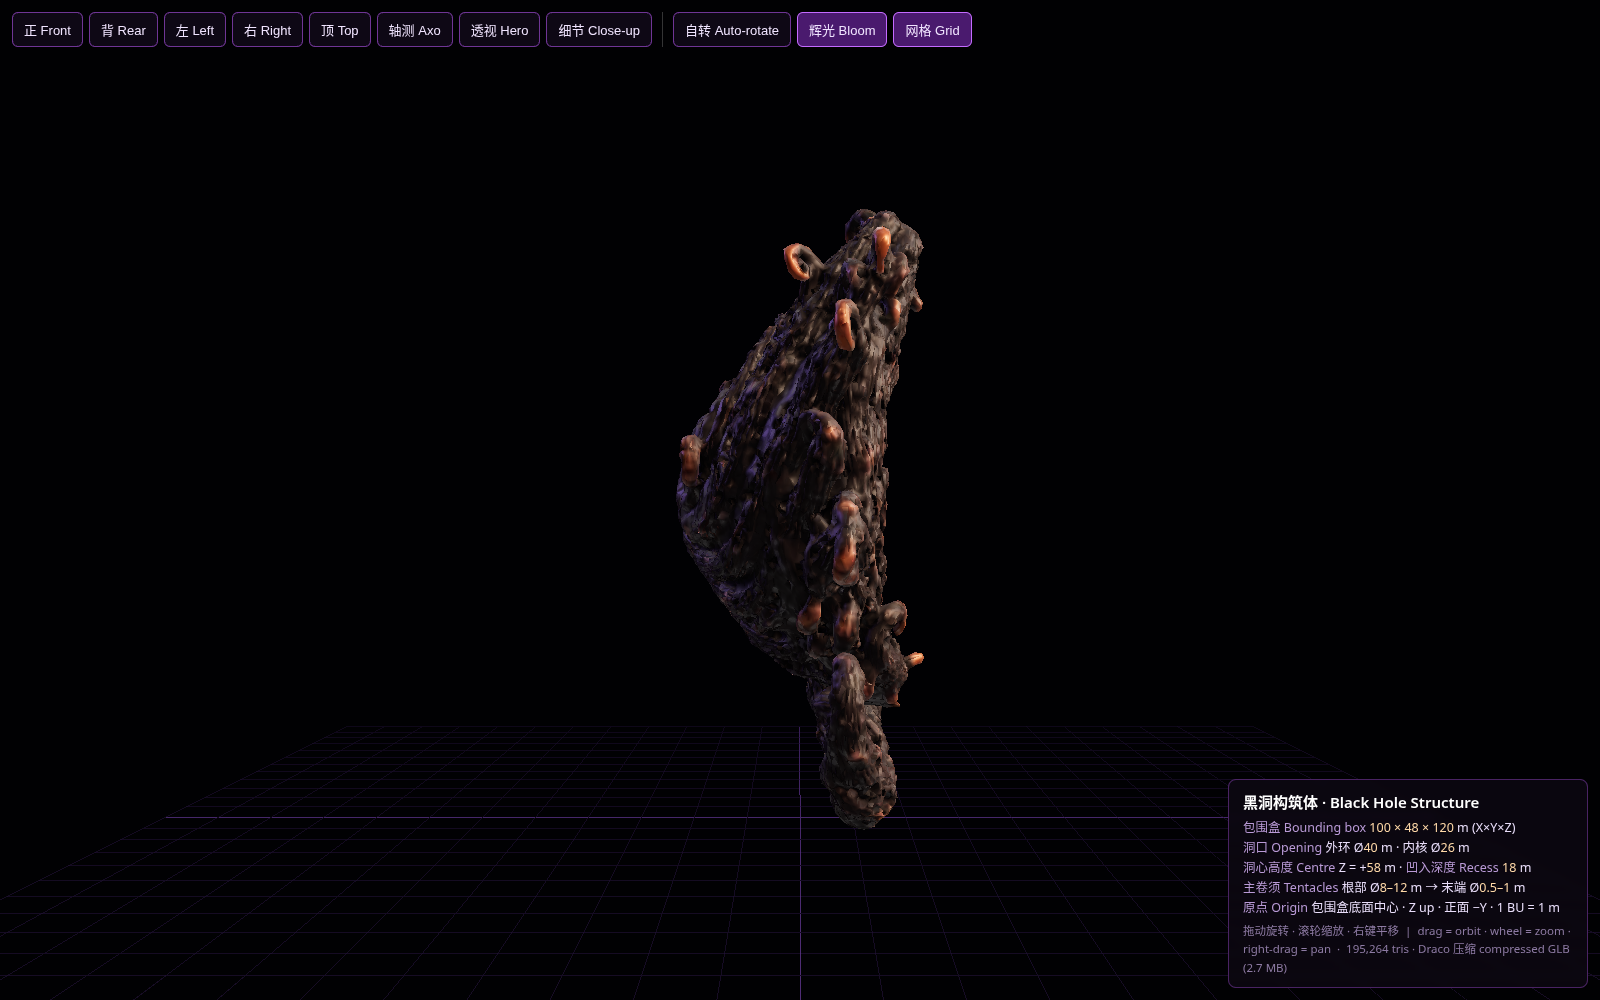 正 Front 背 Rear 左 Left 右 Right 顶 Top 轴测 Axo 透视 Hero 细节 Close-up 自转 Auto-rotate 辉光 Bloom 网格 Grid
黑洞构筑体 · Black Hole Structure
包围盒 Bounding box 100 × 48 × 120 m (X×Y×Z)
洞口 Opening 外环 Ø40 m · 内核 Ø26 m
洞心高度 Centre Z = +58 m · 凹入深度 Recess 18 m
主卷须 Tentacles 根部 Ø8–12 m → 末端 Ø0.5–1 m
原点 Origin 包围盒底面中心 · Z up · 正面 −Y · 1 BU = 1 m
拖动旋转 · 滚轮缩放 · 右键平移 | drag = orbit · wheel = zoom ·
right-drag = pan · 195,264 tris · Draco 压缩 compressed GLB
(2.7 MB)